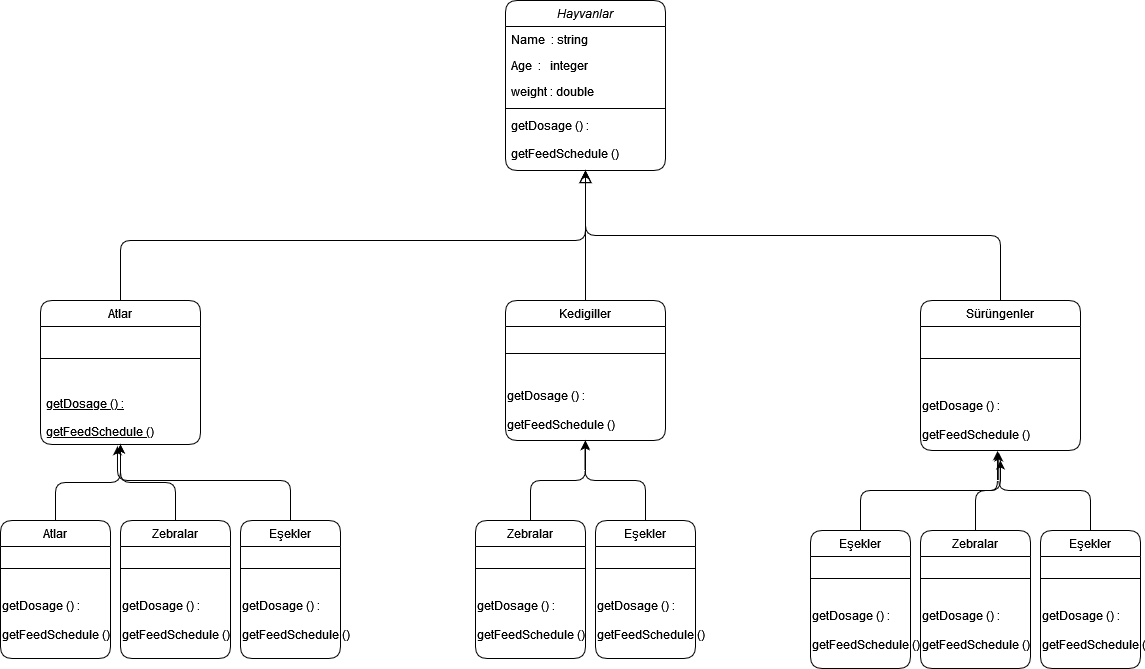 Hayvanlar
Name : string
Age : integer
weight : double
getDosage () :
getFeedSchedule ()
Atlar
getDosage () :
getFeedSchedule ()
Kedigiller
getDosage () :
getFeedSchedule ()
Sürüngenler
getDosage () :
getFeedSchedule ()
Atlar
getDosage () :
getFeedSchedule ()
Zebralar
getDosage () :
getFeedSchedule ()
Eşekler
getDosage () :
getFeedSchedule ()
Zebralar
getDosage () :
getFeedSchedule ()
Eşekler
getDosage () :
getFeedSchedule ()
Eşekler
getDosage () :
getFeedSchedule ()
Zebralar
getDosage () :
getFeedSchedule ()
Eşekler
getDosage () :
getFeedSchedule (